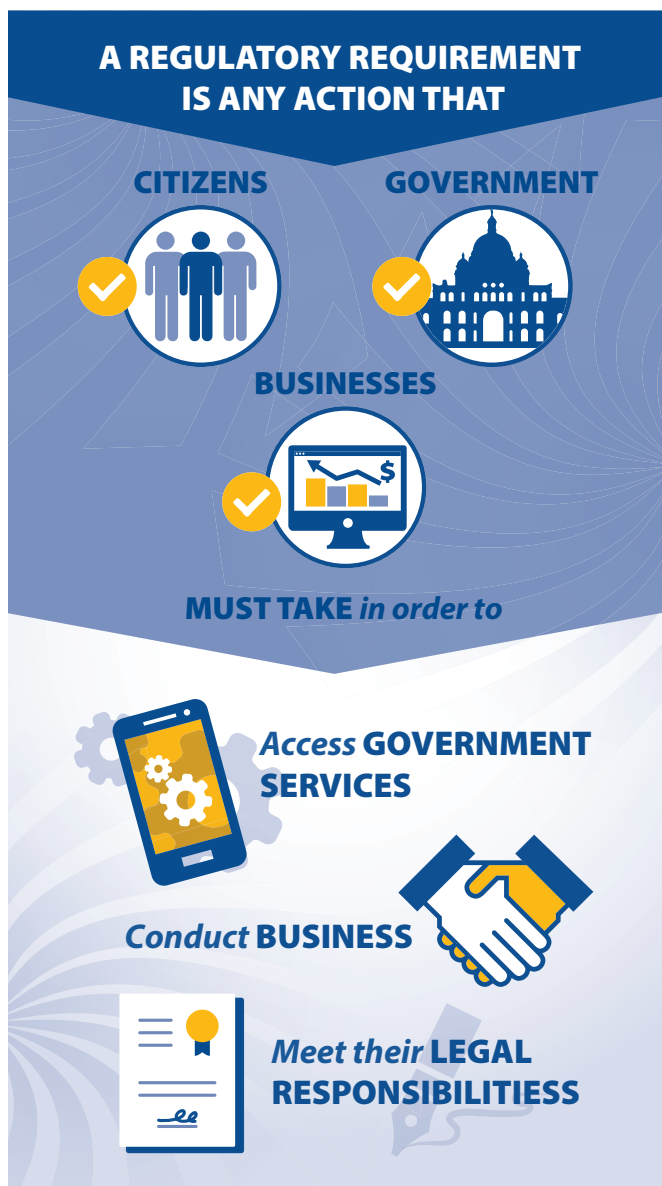 A REGULATORY REQUIREMENT
IS ANY ACTION THAT
CITIZENS
GOVERNMENT
BUSINESSES
$
MUST TAKE in order to
Access GOVERNMENT
SERVICES
Conduct BUSINESS
Meet their LEGAL
RESPONSIBILITIESS